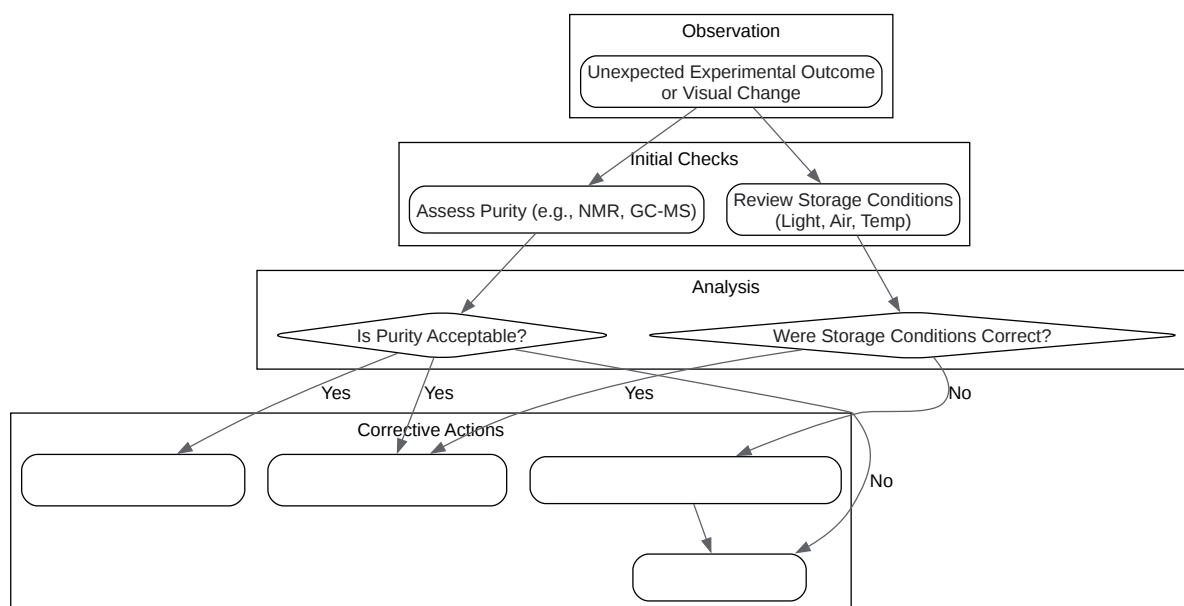 Observation
Unexpected Experimental Outcome
or Visual Change
Initial Checks
Assess Purity (e.g., NMR, GC-MS)
Review Storage Conditions
(Light, Air, Temp)
Analysis
Is Purity Acceptable?
Were Storage Conditions Correct?
Yes
Yes
Yes
No
Corrective Actions
No